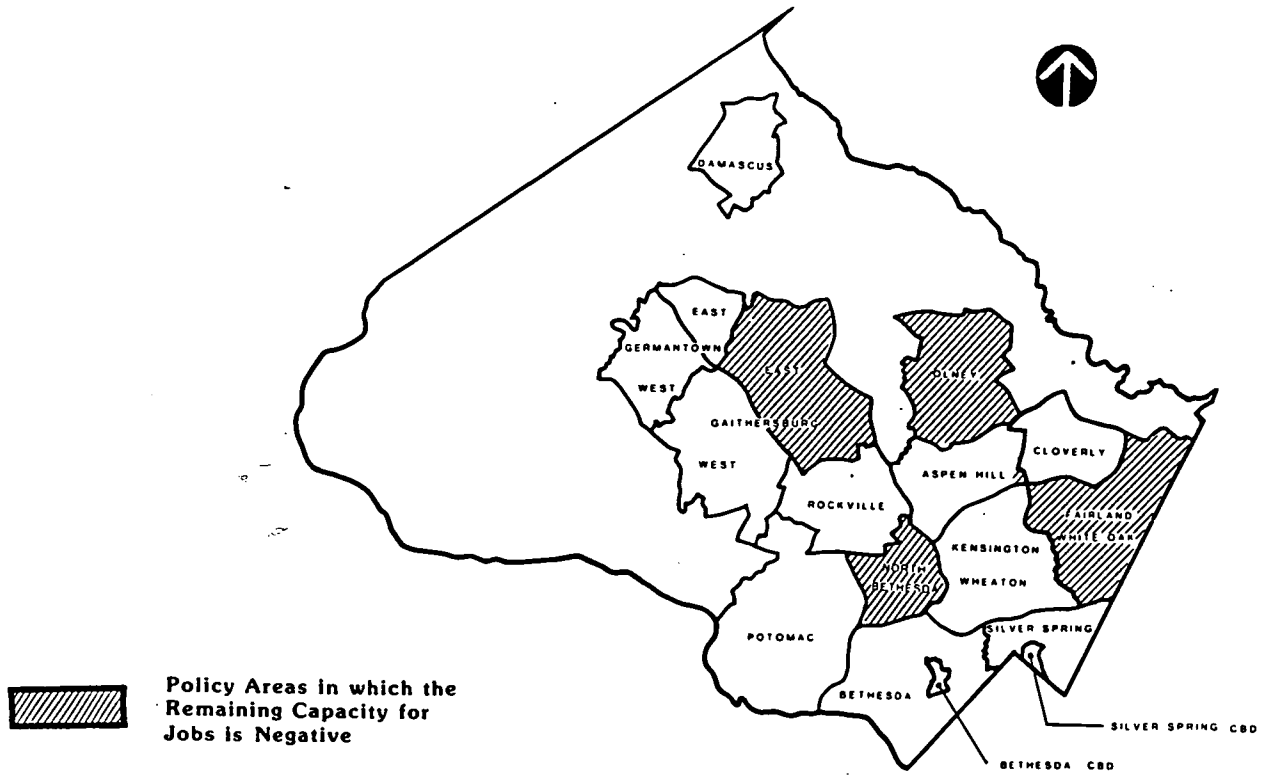 DAMASCUS
EAST
GERMANTOWN
WEST
EAST
GAITHERSBURG
WEST
OLNEY
CLOVERLY
ASPEN HILL
ROCKVILLE
FAIRLAND
WHITE OAK
KENSINGTON
WHEATON
NORTH
BETHESDA
POTOMAC
SILVER SPRING
BETHESDA
SILVER SPRING CBD
BETHESDA CBD
Policy Areas in which the
Remaining Capacity for
Jobs is Negative